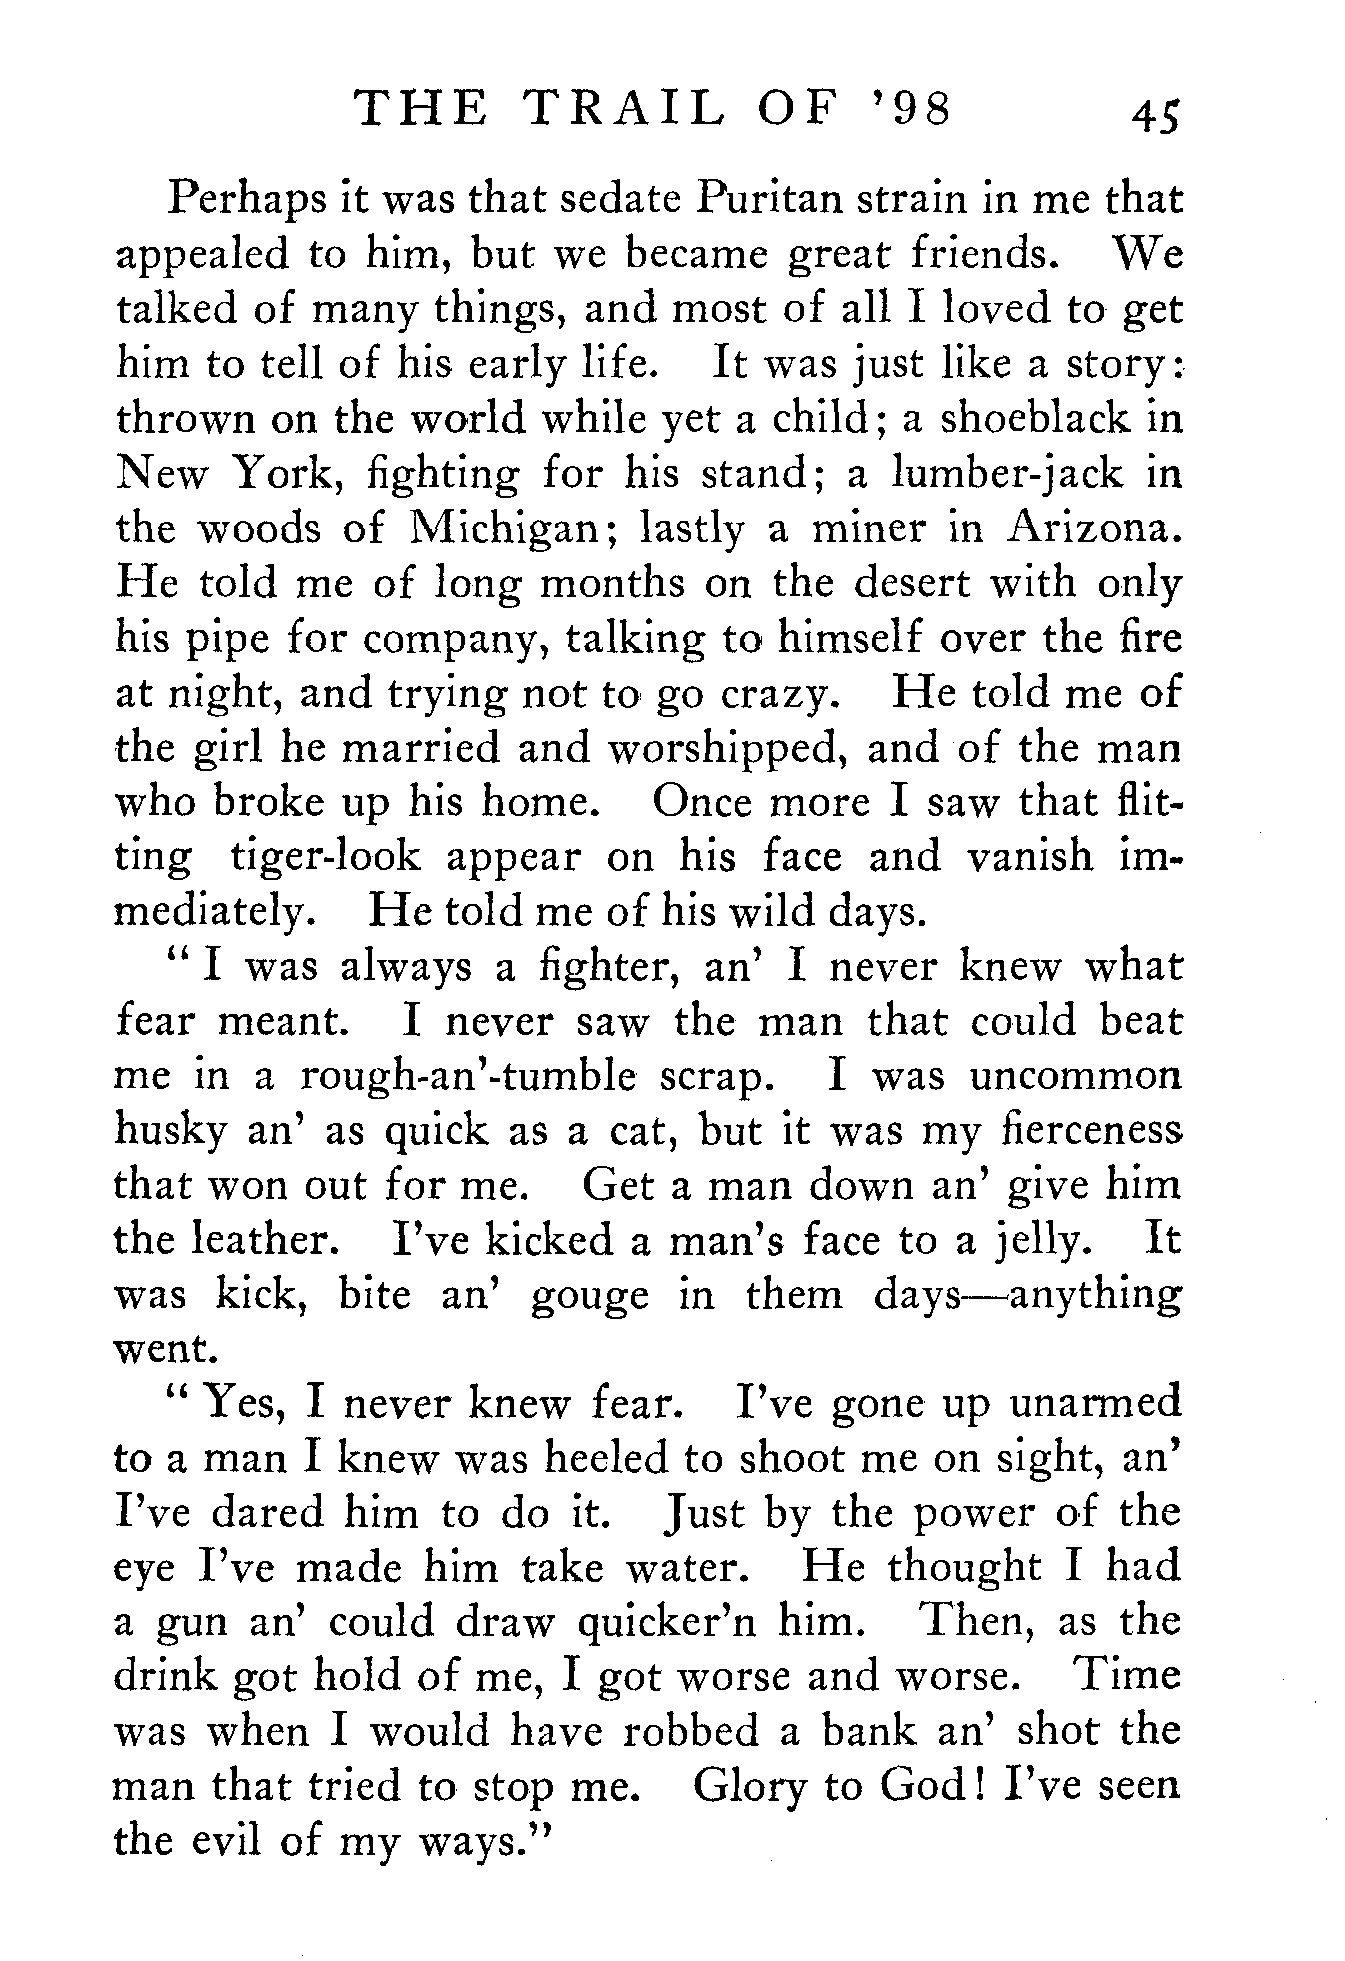 THE TRAIL OF '98 45
Perhaps it was that sedate Puritan strain in me that
appealed to him, but we became great friends. We
talked of many things, and most of all I loved to get
him to tell of his early life. It was just like a story:
thrown on the world while yet a child; a shoeblack in
New York, fighting for his stand; a lumber-jack in
the woods of Michigan; lastly a miner in Arizona.
He told me of long months on the desert with only
his pipe for company, talking to himself over the fire
at night, and trying not to go crazy. He told me of
the girl he married and worshipped, and of the man
who broke up his home. Once more I saw that flit-
ting tiger-look appear on his face and vanish im-
mediately. He told me of his wild days.
"I was always a fighter, an' I never knew what
fear meant. I never saw the man that could beat
me in a rough-an'-tumble scrap. I was uncommon
husky an' as quick as a cat, but it was my fierceness
that won out for me. Get a man down an' give him
the leather. I've kicked a man's face to a jelly. It
was kick, bite an' gouge in them days—anything
went.
"Yes, I never knew fear. I've gone up unarmed
to a man I knew was heeled to shoot me on sight, an'
I've dared him to do it. Just by the power of the
eye I've made him take water. He thought I had
a gun an' could draw quicker'n him. Then, as the
drink got hold of me, I got worse and worse. Time
was when I would have robbed a bank an' shot the
man that tried to stop me. Glory to God! I've seen
the evil of my ways."